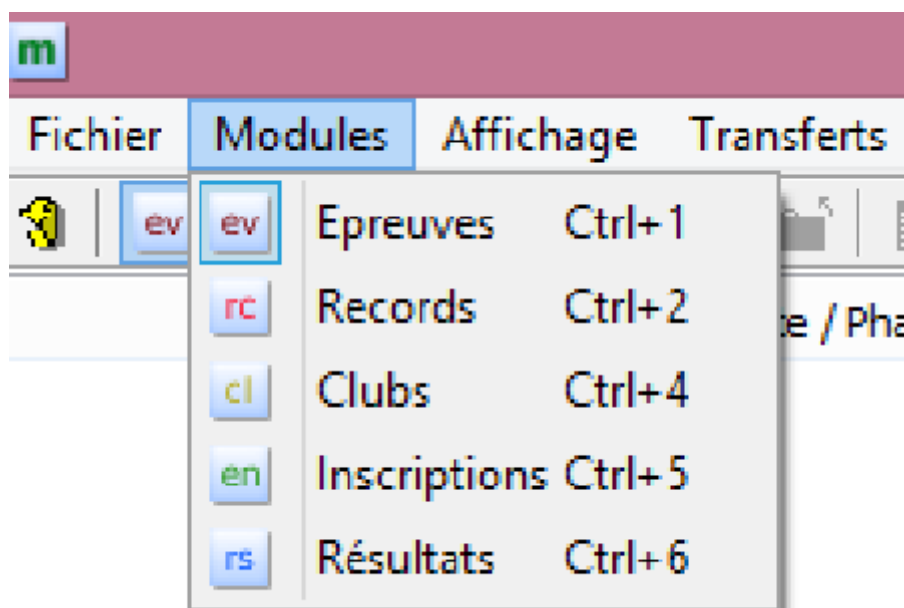 m
Fichier Modules Affichage Transferts
ev
ev Epreuves Ctrl+1
rc Records Ctrl+2
/ Pha
cl Clubs Ctrl+4
en Inscriptions Ctrl+5
rs Résultats Ctrl+6